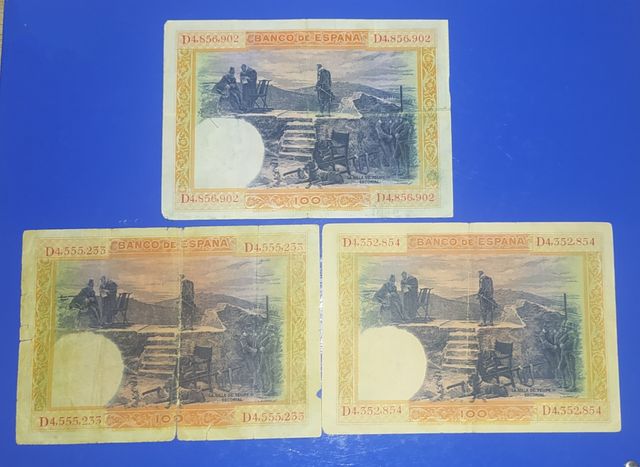 D4,856,902 BANCO DE ESPAÑA D4,856,902
LA SILLA DE FELIPE II
ESCORIAL
D4,856,902 100 D4,856,902
D4,555,233 BANCO DE ESPAÑA D4,555,233
LA SILLA DE FELIPE II
ESCORIAL
D4,555,233 100 D4,555,233
D4,352,854 BANCO DE ESPAÑA D4,352,854
LA SILLA DE FELIPE II
ESCORIAL
D4,352,854 100 D4,352,854